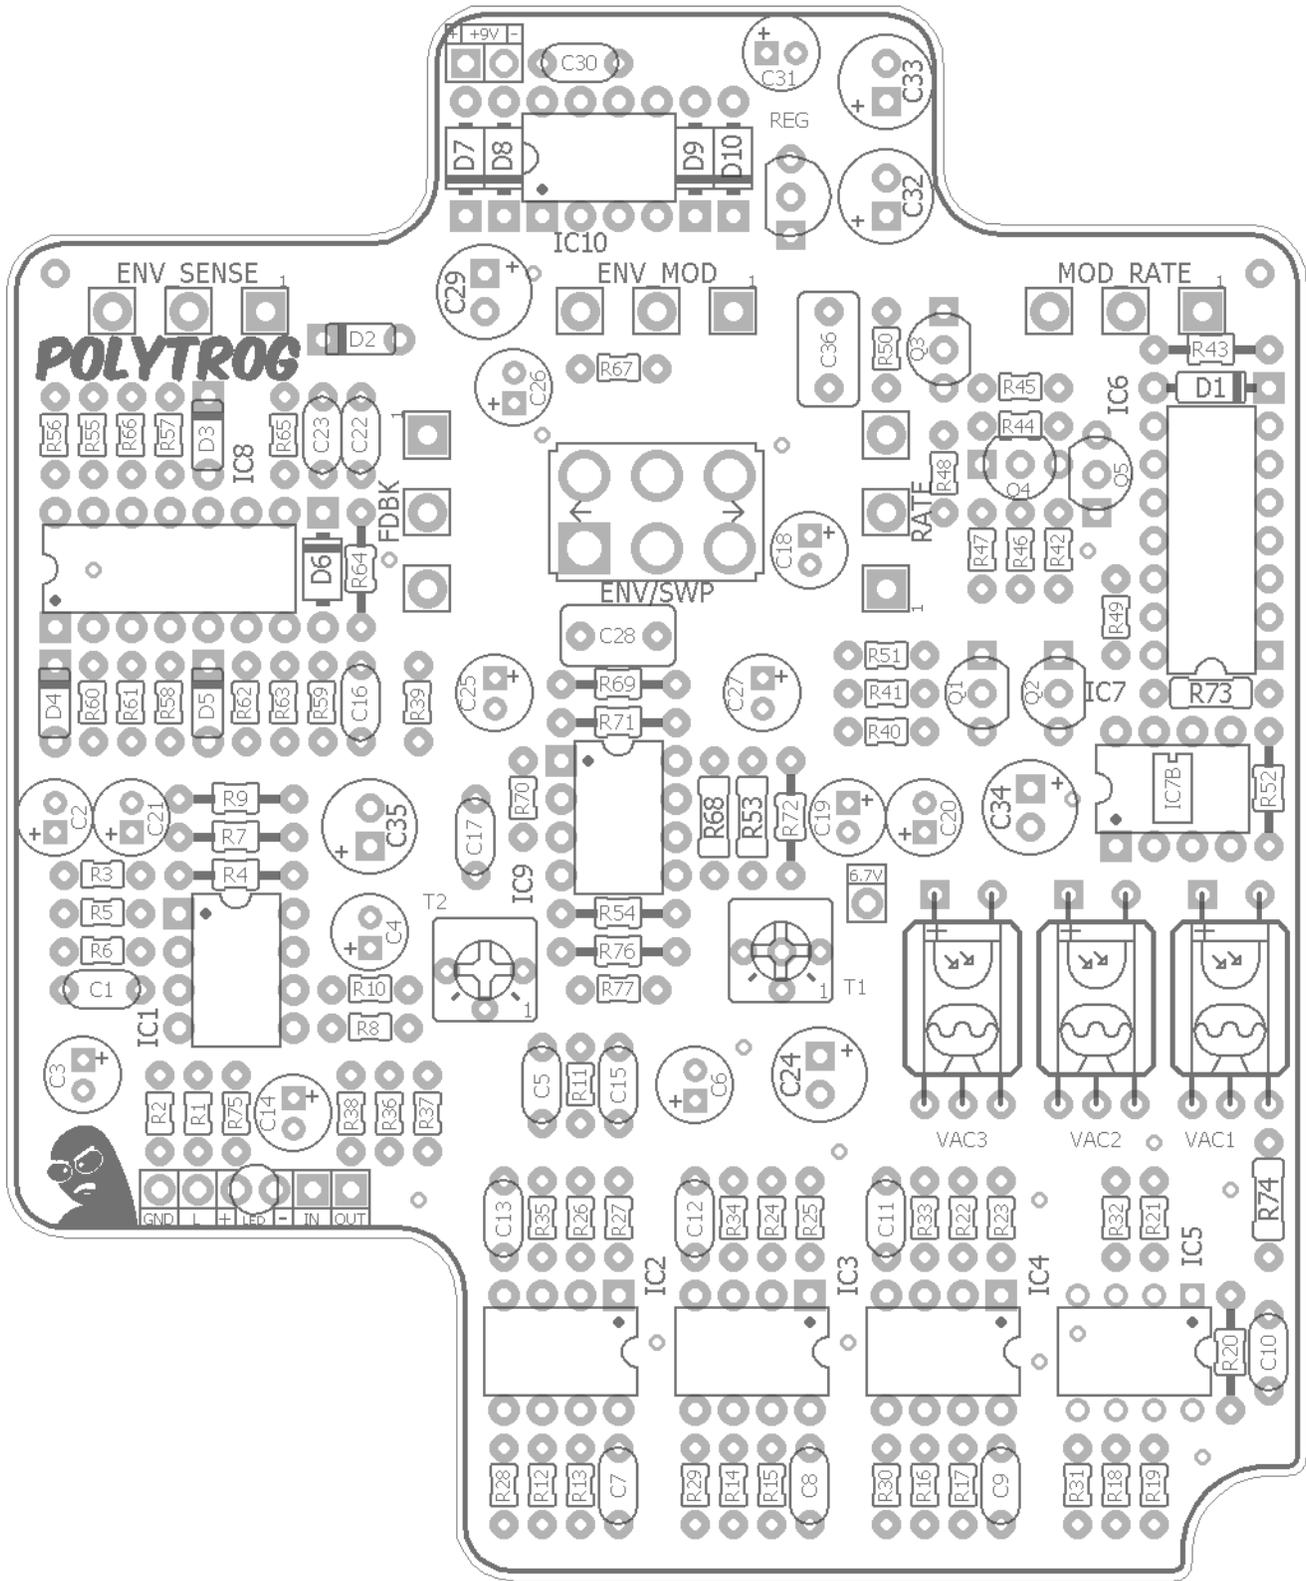 + +9V -
C30
+
C31
C33
+
REG
D7 D8 D9 D10
C32
+
IC10
ENV_SENSE 1
C29 +
ENV_MOD 1
MOD_RATE 1
POLYTROG
D2
R67
C36
R50
Q3
R43
C26
+
R45
IC6
D1
R56 R55 R66 R57 D3 IC8 R65 C23 C22
1
R44
R48
Q4
Q5
FDBK
RATE
C18 +
D6
R64
R47 R46 R42
ENV/SWP
1
C28
R49
R51
D4 R60 R61 R58 D5 R62 R63 R59 C16 R39
C25 +
R69
C27 +
R41
Q1 Q2 IC7
R73
R71
R40
IC7B
R52
C2 +
C21 +
R9
R7
C35
+
C17
R70
R68 R53 R72
C19 +
C20
+
C34 +
R3
R4
IC9
6.7V
R5
C4
+
T2
R54
R6
R76
+ + +
C1
R10
R77
1
T1
IC1
R8
1
C3 +
C5 R11 C15
C6
+
C24 +
R2 R1 R75
C14 +
R38 R36 R37
VAC3 VAC2 VAC1
GND L + LED - IN OUT
C13 R35 R26 R27
C12 R34 R24 R25
C11 R33 R22 R23
R32 R21
R74
IC2 IC3 IC4 IC5
R20 C10
R28 R12 R13 C7
R29 R14 R15 C8
R30 R16 R17 C9
R31 R18 R19